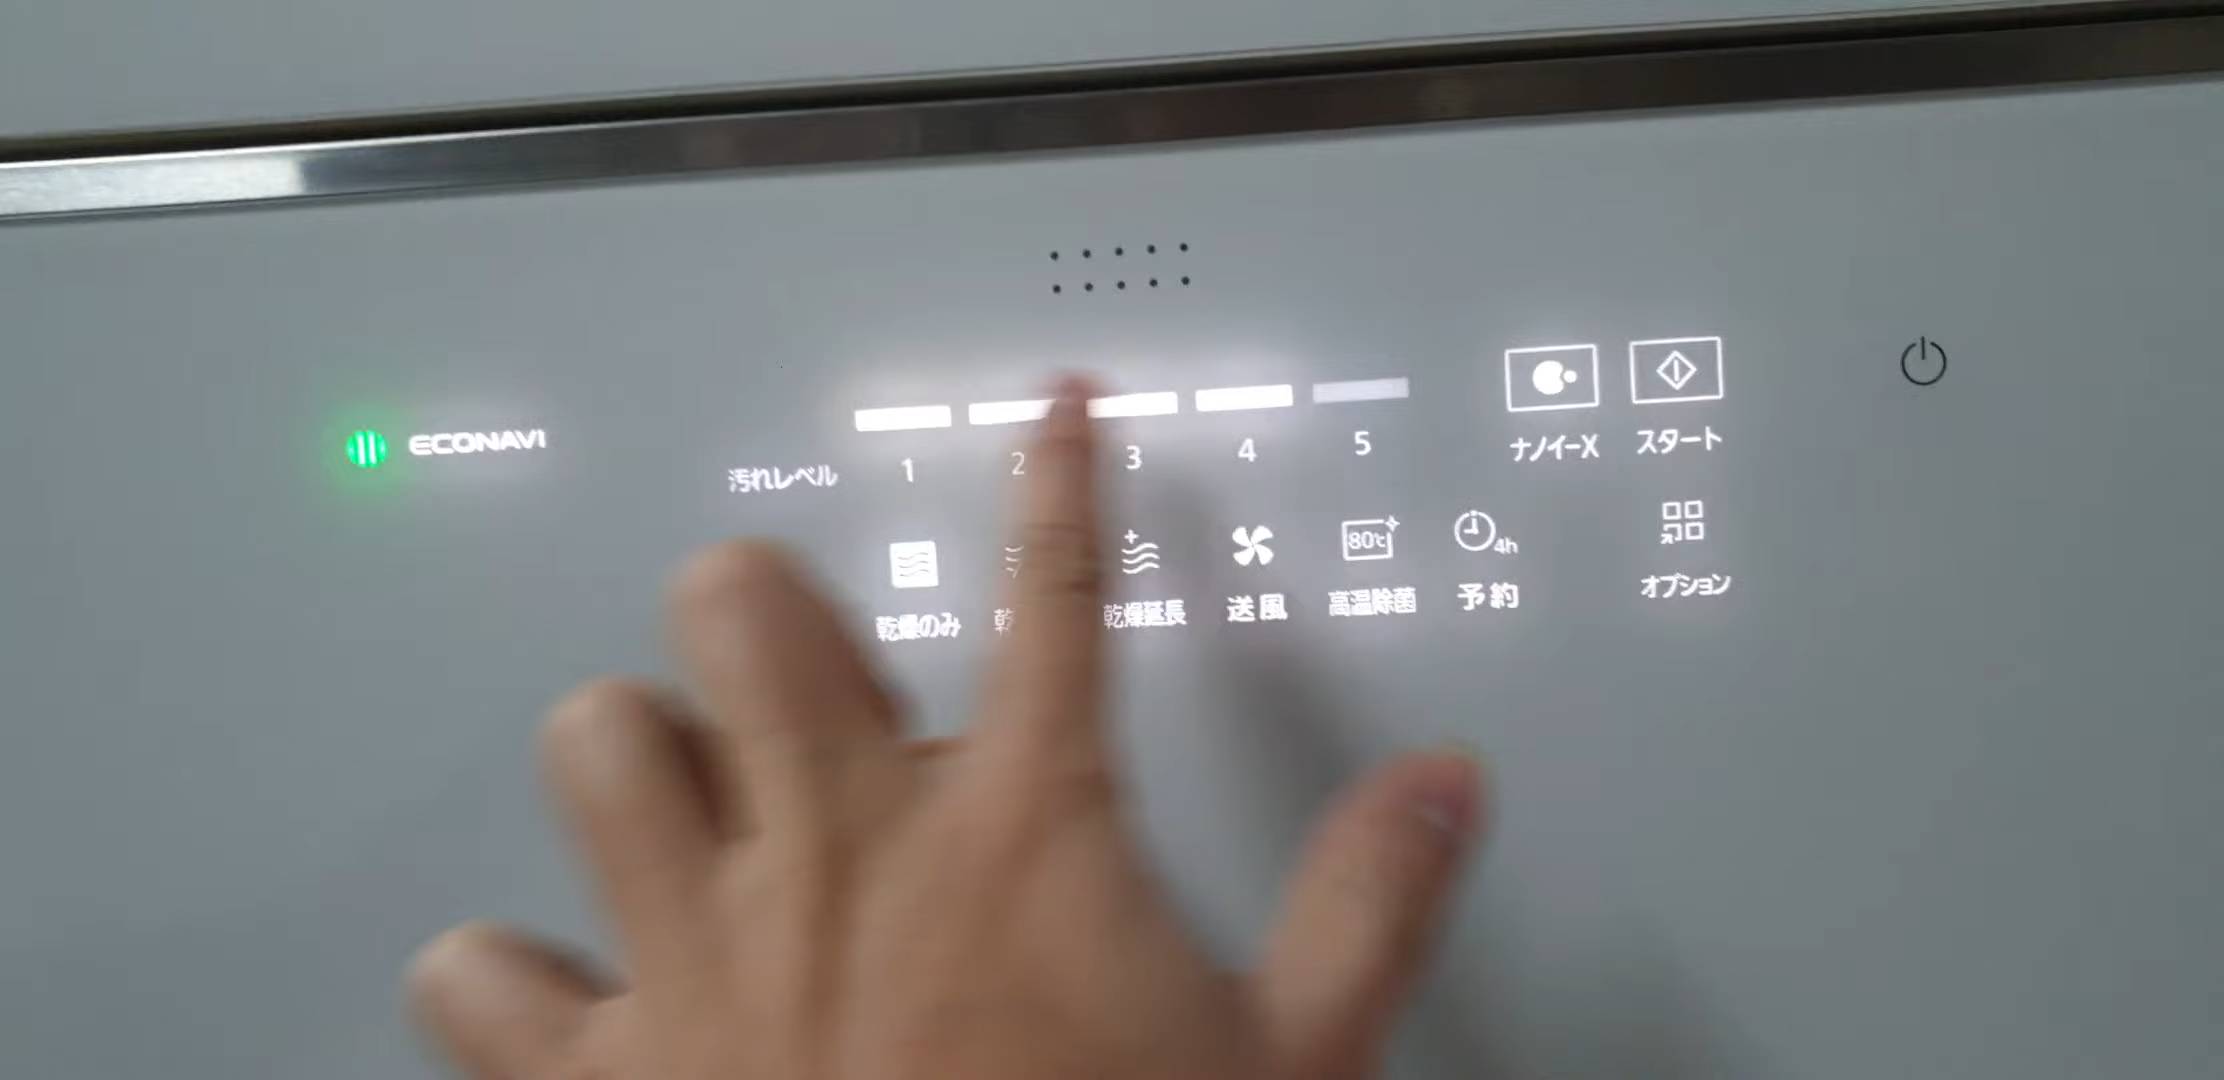 ECONAVI
汚れレベル
1 2 3 4 5
ナノイーX スタート
80℃ 4h
乾燥のみ 乾 乾燥延長 送風 高温除菌 予約 オプション